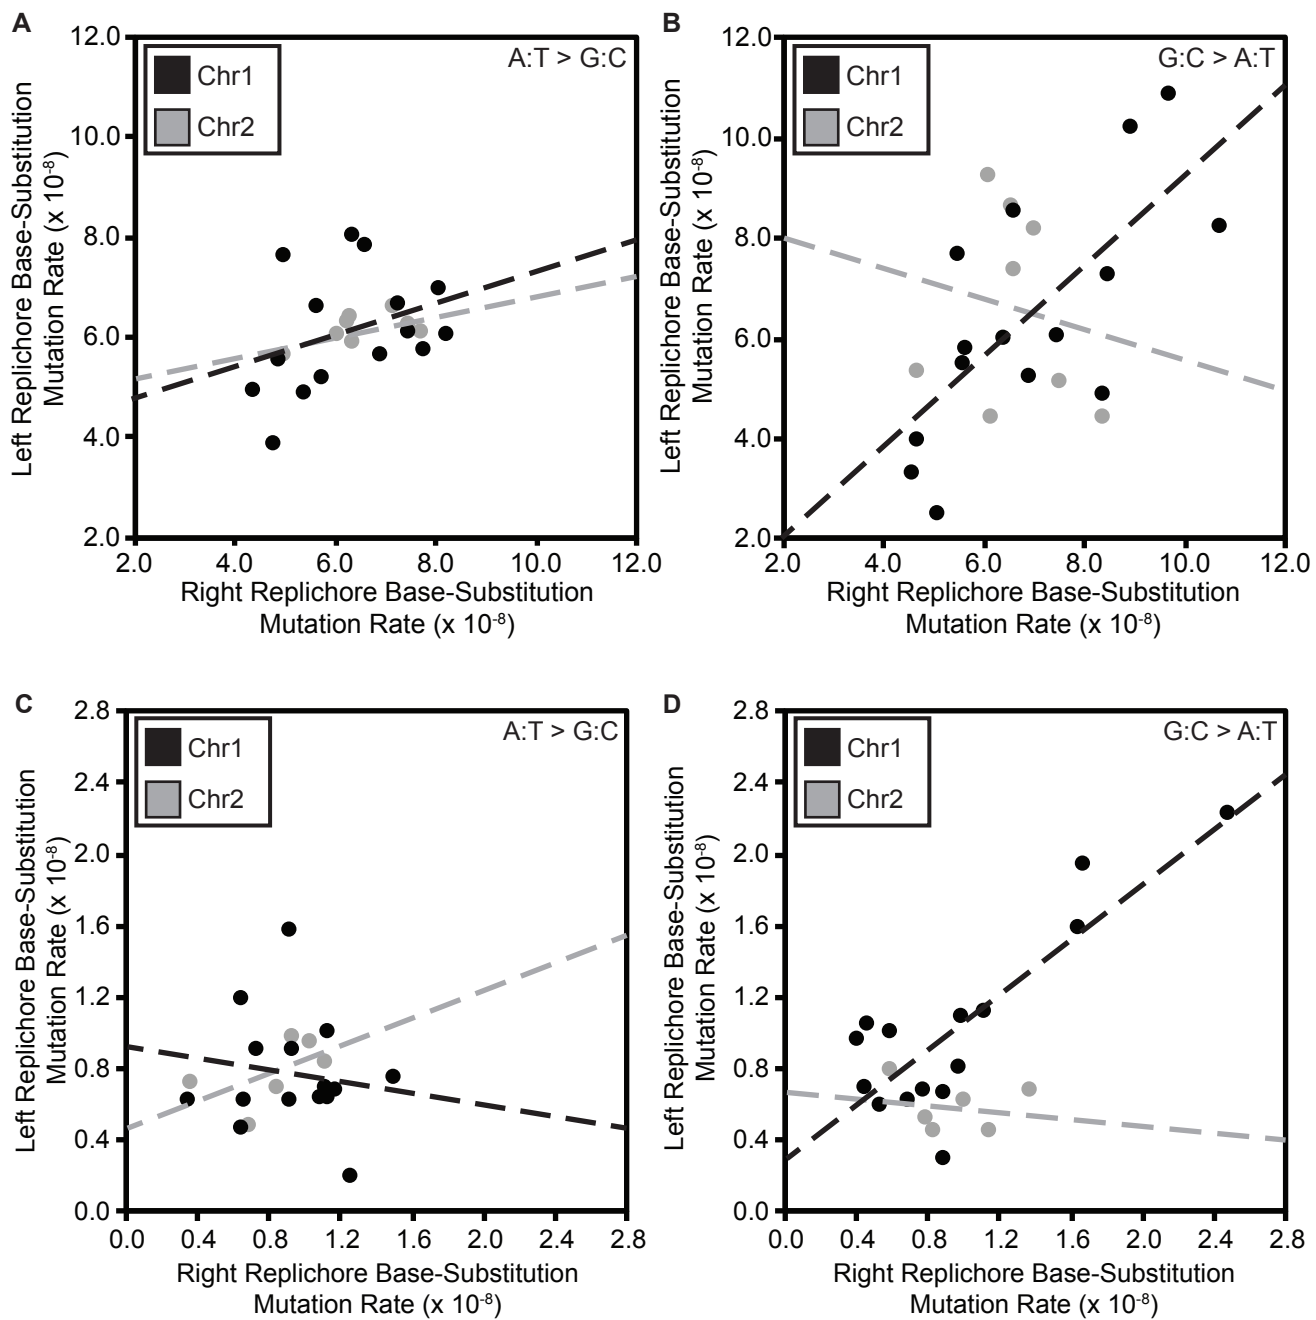 A
Left Replichore Base-Substitution
Mutation Rate (x 10-8)
12.0
10.0
8.0
6.0
4.0
2.0
Chr1
Chr2
A:T > G:C
2.0 4.0 6.0 8.0 10.0 12.0
Right Replichore Base-Substitution
Mutation Rate (x 10-8)
B
Left Replichore Base-Substitution
Mutation Rate (x 10-8)
12.0
10.0
8.0
6.0
4.0
2.0
Chr1
Chr2
G:C > A:T
2.0 4.0 6.0 8.0 10.0 12.0
Right Replichore Base-Substitution
Mutation Rate (x 10-8)
C
Left Replichore Base-Substitution
Mutation Rate (x 10-8)
2.8
2.4
2.0
1.6
1.2
0.8
0.4
0.0
Chr1
Chr2
A:T > G:C
0.0 0.4 0.8 1.2 1.6 2.0 2.4 2.8
Right Replichore Base-Substitution
Mutation Rate (x 10-8)
D
Left Replichore Base-Substitution
Mutation Rate (x 10-8)
2.8
2.4
2.0
1.6
1.2
0.8
0.4
0.0
Chr1
Chr2
G:C > A:T
0.0 0.4 0.8 1.2 1.6 2.0 2.4 2.8
Right Replichore Base-Substitution
Mutation Rate (x 10-8)